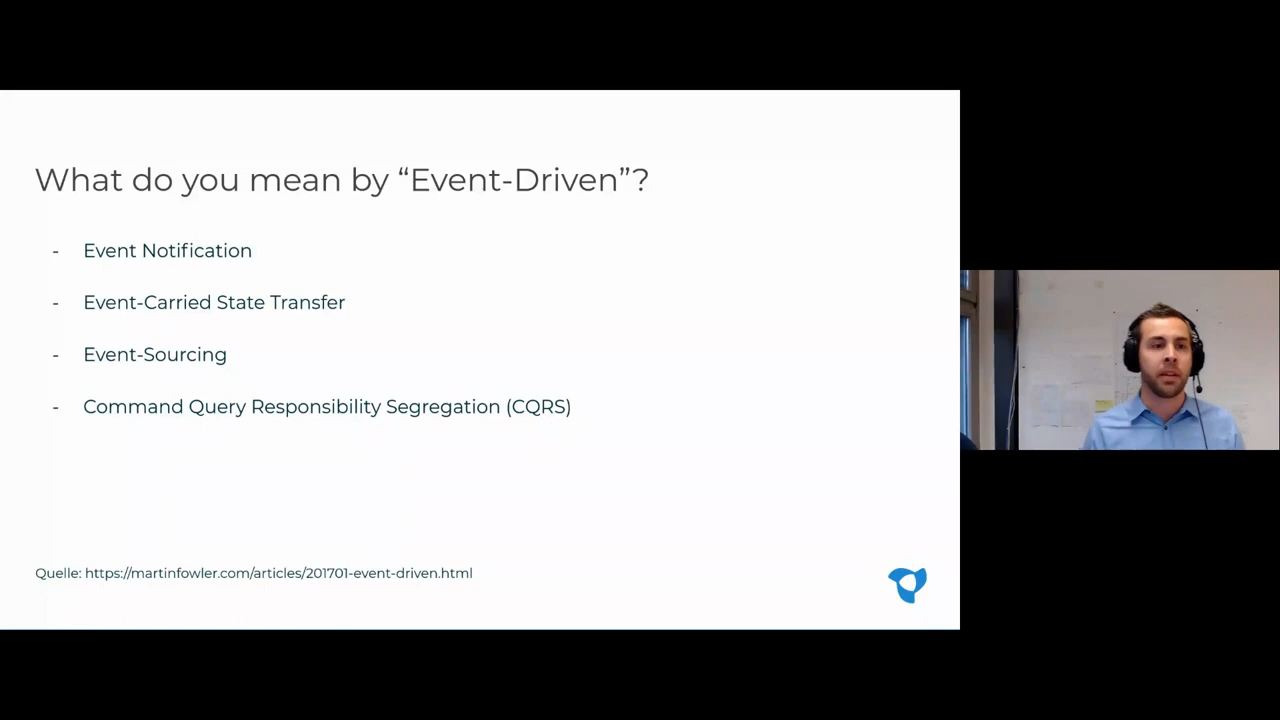 What do you mean by “Event-Driven”?
- Event Notification
- Event-Carried State Transfer
- Event-Sourcing
- Command Query Responsibility Segregation (CQRS)
Quelle: https://martinfowler.com/articles/201701-event-driven.html